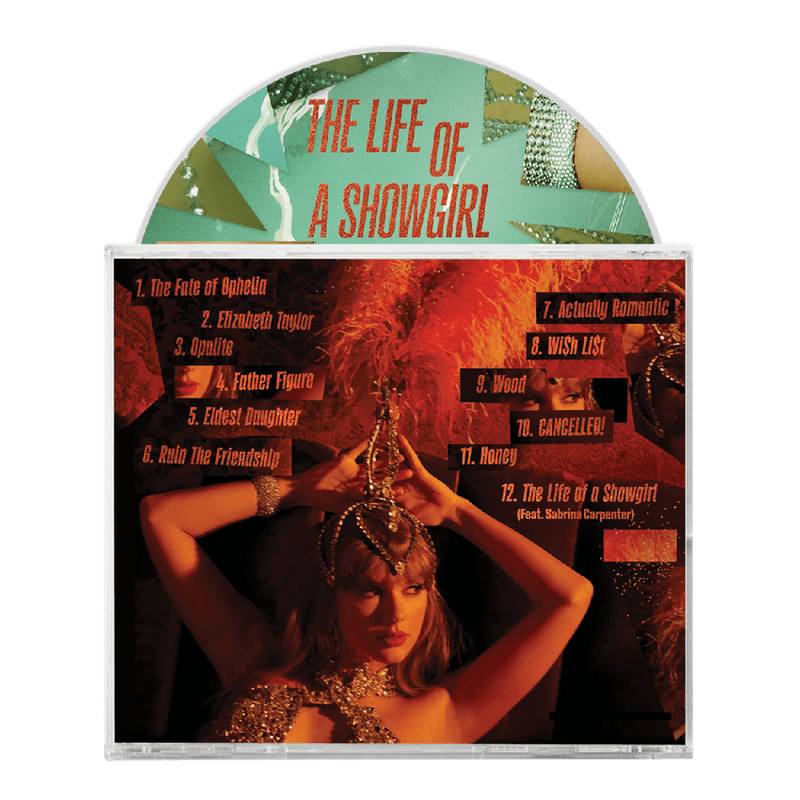 THE LIFE OF
A SHOWGIRL
1. The Fate of Ophelia
2. Elizabeth Taylor
3. Opalite
4. Father Figure
5. Eldest Daughter
6. Ruin The Friendship
7. Actually Romantic
8. Wi$h Li$t
9. Wood
10. CANCELLED!
11. Honey
12. The Life of a Showgirl
(Feat. Sabrina Carpenter)